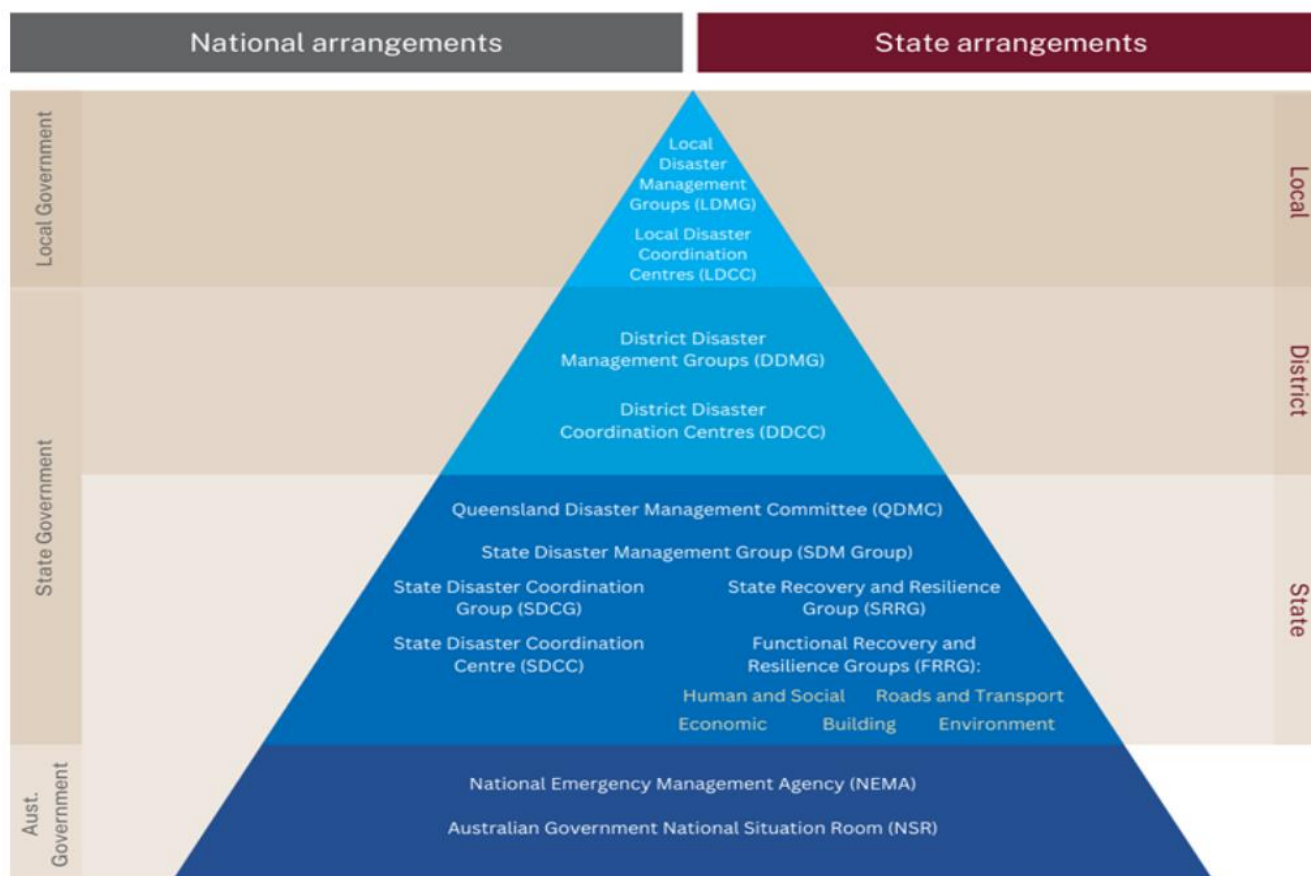 National arrangements
State arrangements
Local Government
Local
Local
Disaster
Management
Groups (LDMG)
Local Disaster
Coordination
Centres (LDCC)
State Government
District
District Disaster
Management Groups (DDMG)
District Disaster
Coordination Centres (DDCC)
State
Queensland Disaster Management Committee (QDMC)
State Disaster Management Group (SDM Group)
State Disaster Coordination
Group (SDCG)
State Recovery and Resilience
Group (SRRG)
State Disaster Coordination
Centre (SDCC)
Functional Recovery and
Resilience Groups (FRRG):
Human and Social
Roads and Transport
Economic
Building
Environment
Aust.
Government
National Emergency Management Agency (NEMA)
Australian Government National Situation Room (NSR)